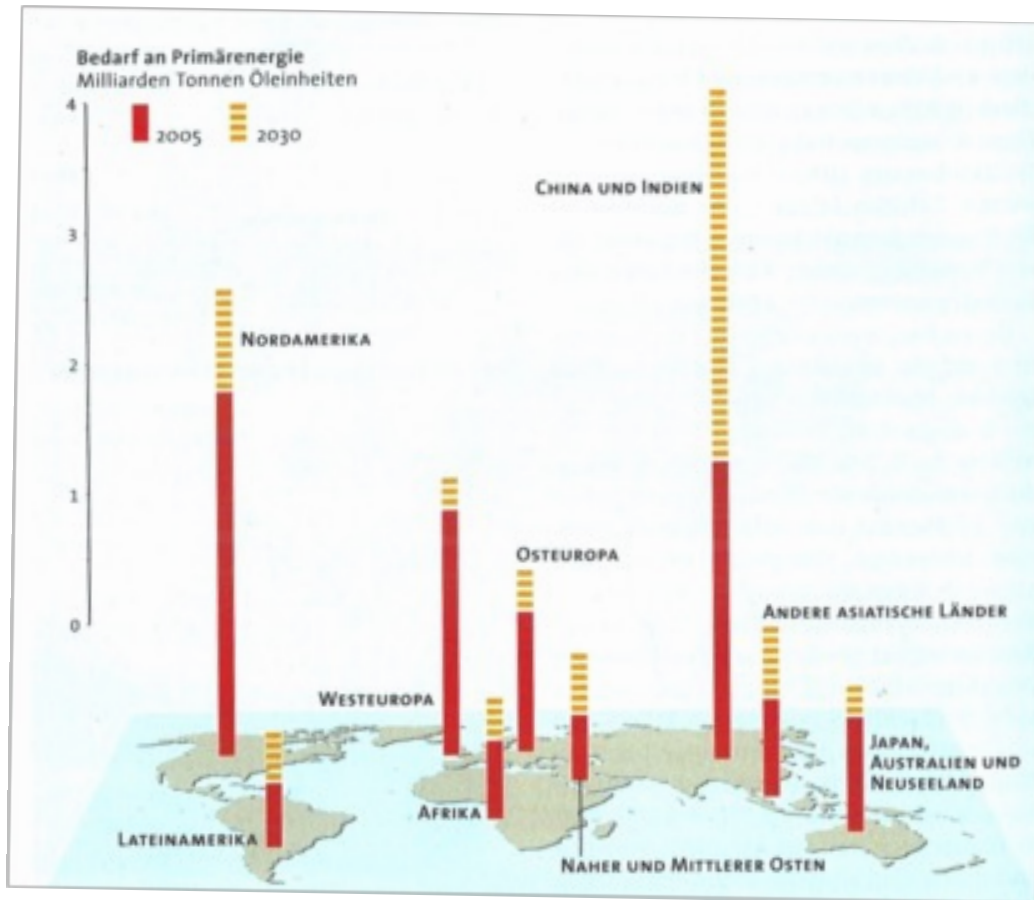 Bedarf an Primärenergie
Milliarden Tonnen Öleinheiten
4
2005 2030
3
2
1
0
China und Indien
Nordamerika
Osteuropa
Andere asiatische Länder
Westeuropa
Japan,
Australien und
Neuseeland
Afrika
Lateinamerika
Naher und Mittlerer Osten